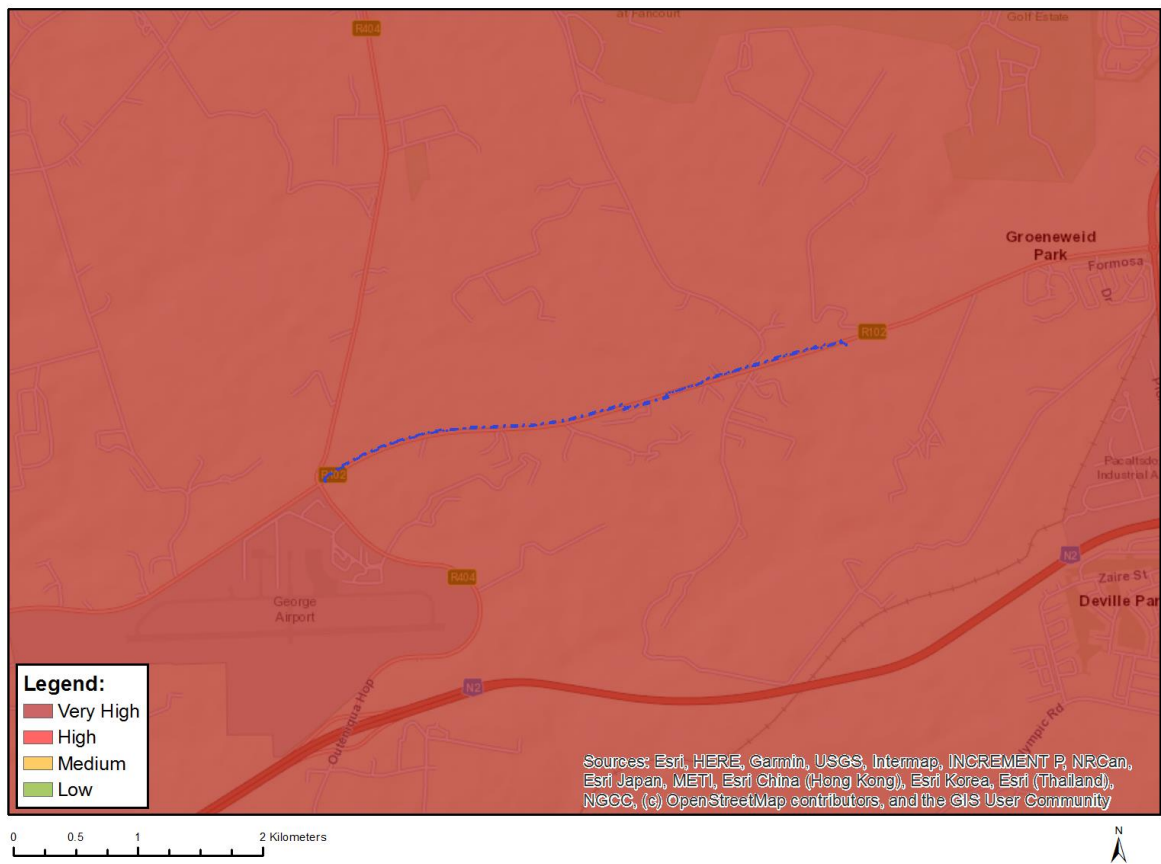 at Fancourt
Golf Estate
R404
Groeneweid
Park
Formosa
Dr
R102
R102
Pacaltsdo
Industrial A
N2
R404
Zaire St
George
Airport
Deville Par
N2
Outeniqua Hop
lympic Rd
Legend:
Very High
High
Medium
Low
Sources: Esri, HERE, Garmin, USGS, Intermap, INCREMENT P, NRCan,
Esri Japan, METI, Esri China (Hong Kong), Esri Korea, Esri (Thailand),
NGCC, (c) OpenStreetMap contributors, and the GIS User Community
0 0.5 1 2 Kilometers
N